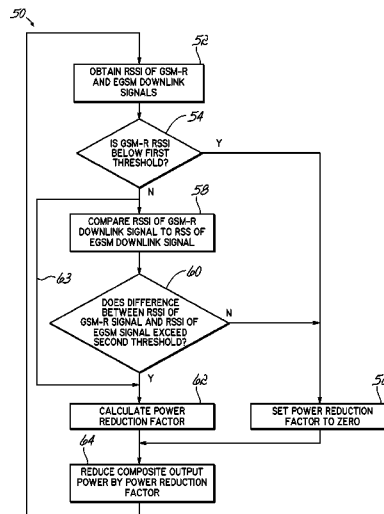 50
52
OBTAIN RSSI OF GSM-R
AND EGSM DOWNLINK
SIGNALS
54
IS GSM-R RSSI
BELOW FIRST
THRESHOLD?
Y
N
58
COMPARE RSSI OF GSM-R
DOWNLINK SIGNAL TO RSS OF
EGSM DOWNLINK SIGNAL
63
60
DOES DIFFERENCE
BETWEEN RSSI OF
GSM-R SIGNAL AND RSSI OF
EGSM SIGNAL EXCEED
SECOND THRESHOLD?
N
Y
62
CALCULATE POWER
REDUCTION FACTOR
SET POWER REDUCTION
FACTOR TO ZERO
64
REDUCE COMPOSITE OUTPUT
POWER BY POWER REDUCTION
FACTOR